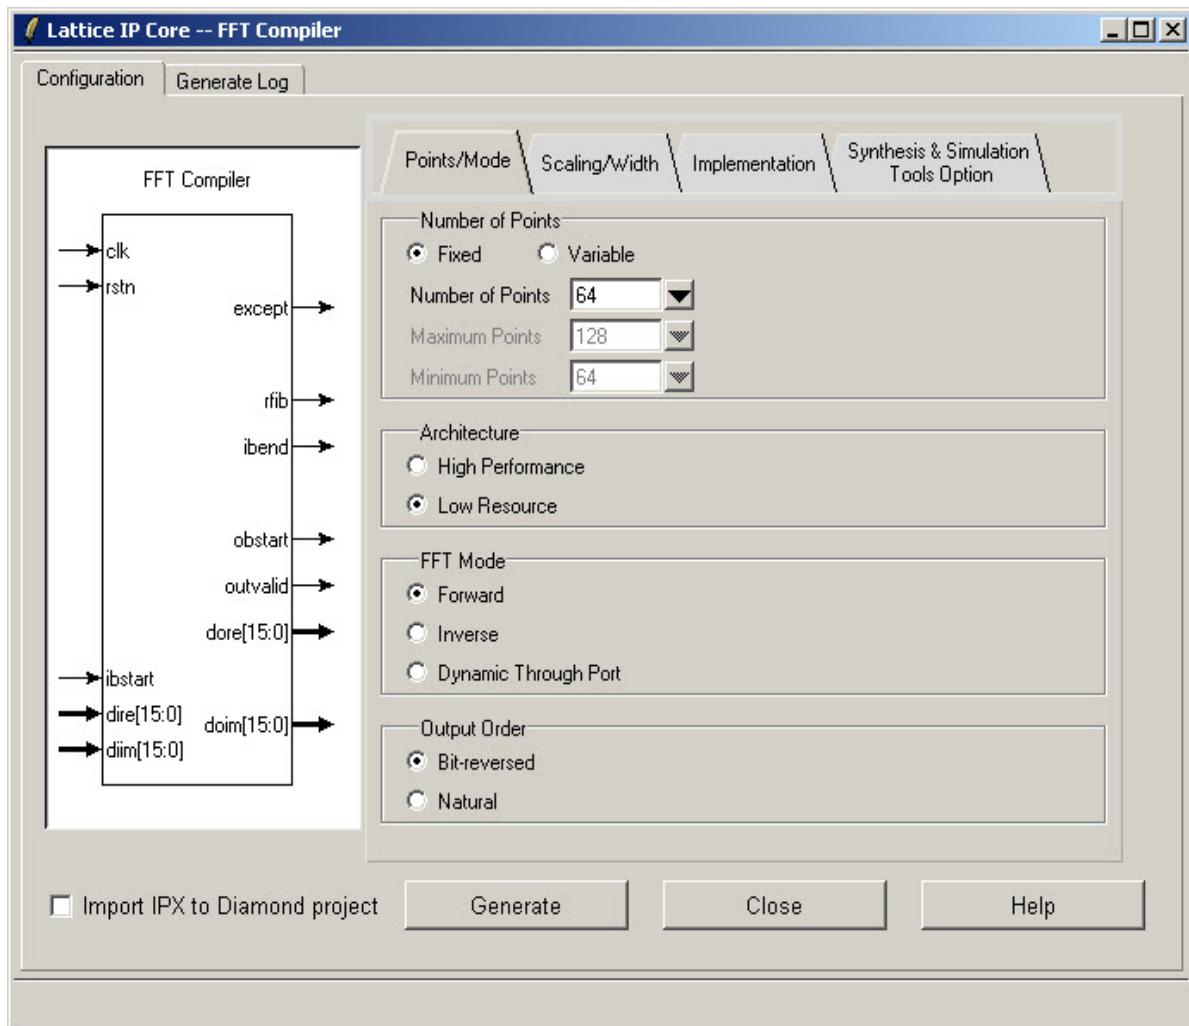 Lattice IP Core -- FFT Compiler
Configuration
Generate Log
FFT Compiler
clk
rstn
except
rfib
ibend
obstart
outvalid
dore[15:0]
ibstart
dire[15:0]
doim[15:0]
diim[15:0]
Points/Mode
Scaling/Width
Implementation
Synthesis & Simulation
Tools Option
Number of Points
Fixed
Variable
Number of Points 64
Maximum Points 128
Minimum Points 64
Architecture
High Performance
Low Resource
FFT Mode
Forward
Inverse
Dynamic Through Port
Output Order
Bit-reversed
Natural
Import IPX to Diamond project
Generate
Close
Help